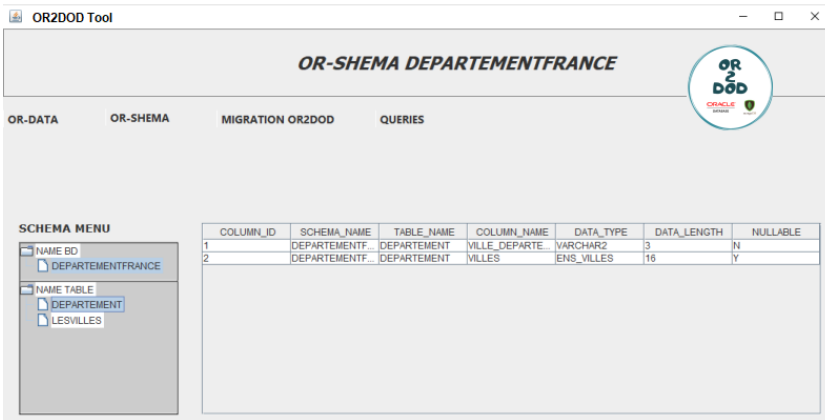 OR2DOD Tool
OR-SHEMA DEPARTEMENTFRANCE
OR
2
DOD
ORACLE
DATABASE
OR-DATA OR-SHEMA MIGRATION OR2DOD QUERIES
SCHEMA MENU
NAME BD
DEPARTEMENTFRANCE
NAME TABLE
DEPARTEMENT
LESVILLES
COLUMN_ID SCHEMA_NAME TABLE_NAME COLUMN_NAME DATA_TYPE DATA_LENGTH NULLABLE
1 DEPARTEMENTF... DEPARTEMENT VILLE_DEPARTE... VARCHAR2 3 N
2 DEPARTEMENTF... DEPARTEMENT VILLES ENS_VILLES 16 Y